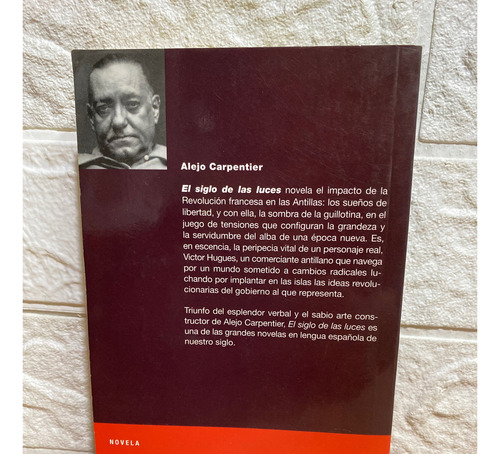 Alejo Carpentier
El siglo de las luces novela el impacto de la
Revolución francesa en las Antillas: los sueños de
libertad, y con ella, la sombra de la guillotina, en el
juego de tensiones que configuran la grandeza y
la servidumbre del alba de una época nueva. Es,
en escencia, la peripecia vital de un personaje real,
Victor Hugues, un comerciante antillano que navega
por un mundo sometido a cambios radicales lu-
chando por implantar en las islas las ideas revolu-
cionarias del gobierno al que representa.
Triunfo del esplendor verbal y el sabio arte cons-
tructor de Alejo Carpentier, El siglo de las luces es
una de las grandes novelas en lengua española de
nuestro siglo.
NOVELA